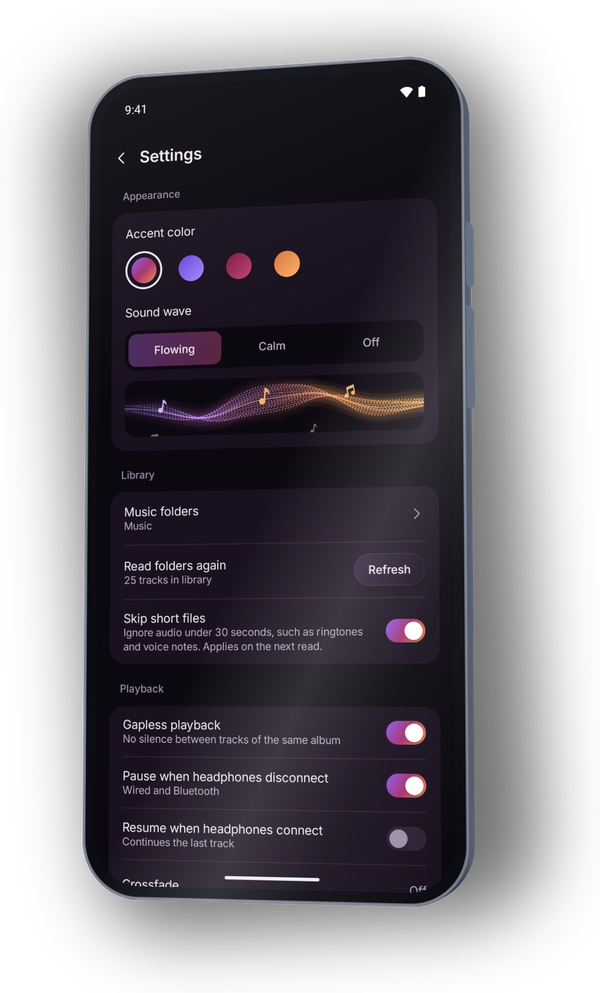 9:41
Settings
Appearance
Accent color
Sound wave
Flowing Calm Off
Library
Music folders
Music
Read folders again
25 tracks in library
Refresh
Skip short files
Ignore audio under 30 seconds, such as ringtones
and voice notes. Applies on the next read.
Playback
Gapless playback
No silence between tracks of the same album
Pause when headphones disconnect
Wired and Bluetooth
Resume when headphones connect
Continues the last track
Crossfade Off